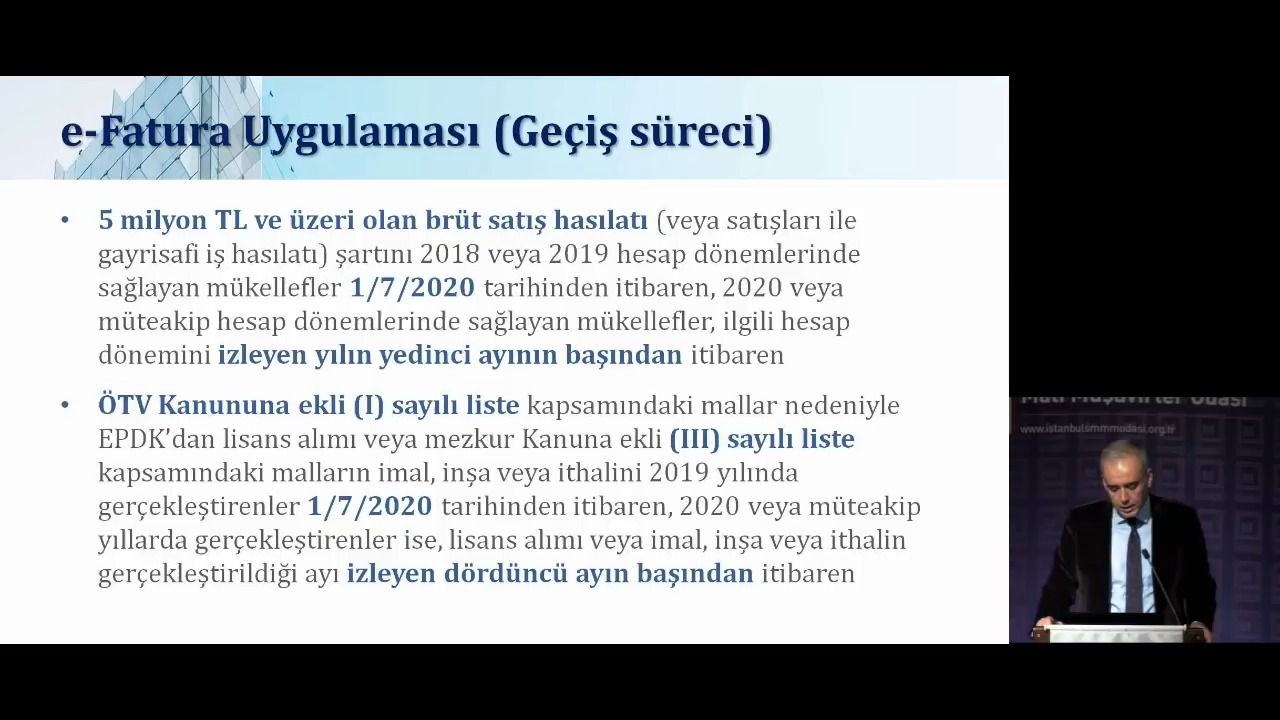 e-Fatura Uygulaması (Geçiş süreci)
• 5 milyon TL ve üzeri olan brüt satış hasılatı (veya satışları ile
gayrisafi iş hasılatı) şartını 2018 veya 2019 hesap dönemlerinde
sağlayan mükellefler 1/7/2020 tarihinden itibaren, 2020 veya
müteakip hesap dönemlerinde sağlayan mükellefler, ilgili hesap
dönemini izleyen yılın yedinci ayının başından itibaren
• ÖTV Kanununa ekli (I) sayılı liste kapsamındaki mallar nedeniyle
EPDK’dan lisans alımı veya mezkur Kanuna ekli (III) sayılı liste
kapsamındaki malların imal, inşa veya ithalini 2019 yılında
gerçekleştirenler 1/7/2020 tarihinden itibaren, 2020 veya müteakip
yıllarda gerçekleştirenler ise, lisans alımı veya imal, inşa veya ithalin
gerçekleştirildiği ayı izleyen dördüncü ayın başından itibaren
Mali Müşavirler Odası
www.istanbulsmmmodasi.org.tr